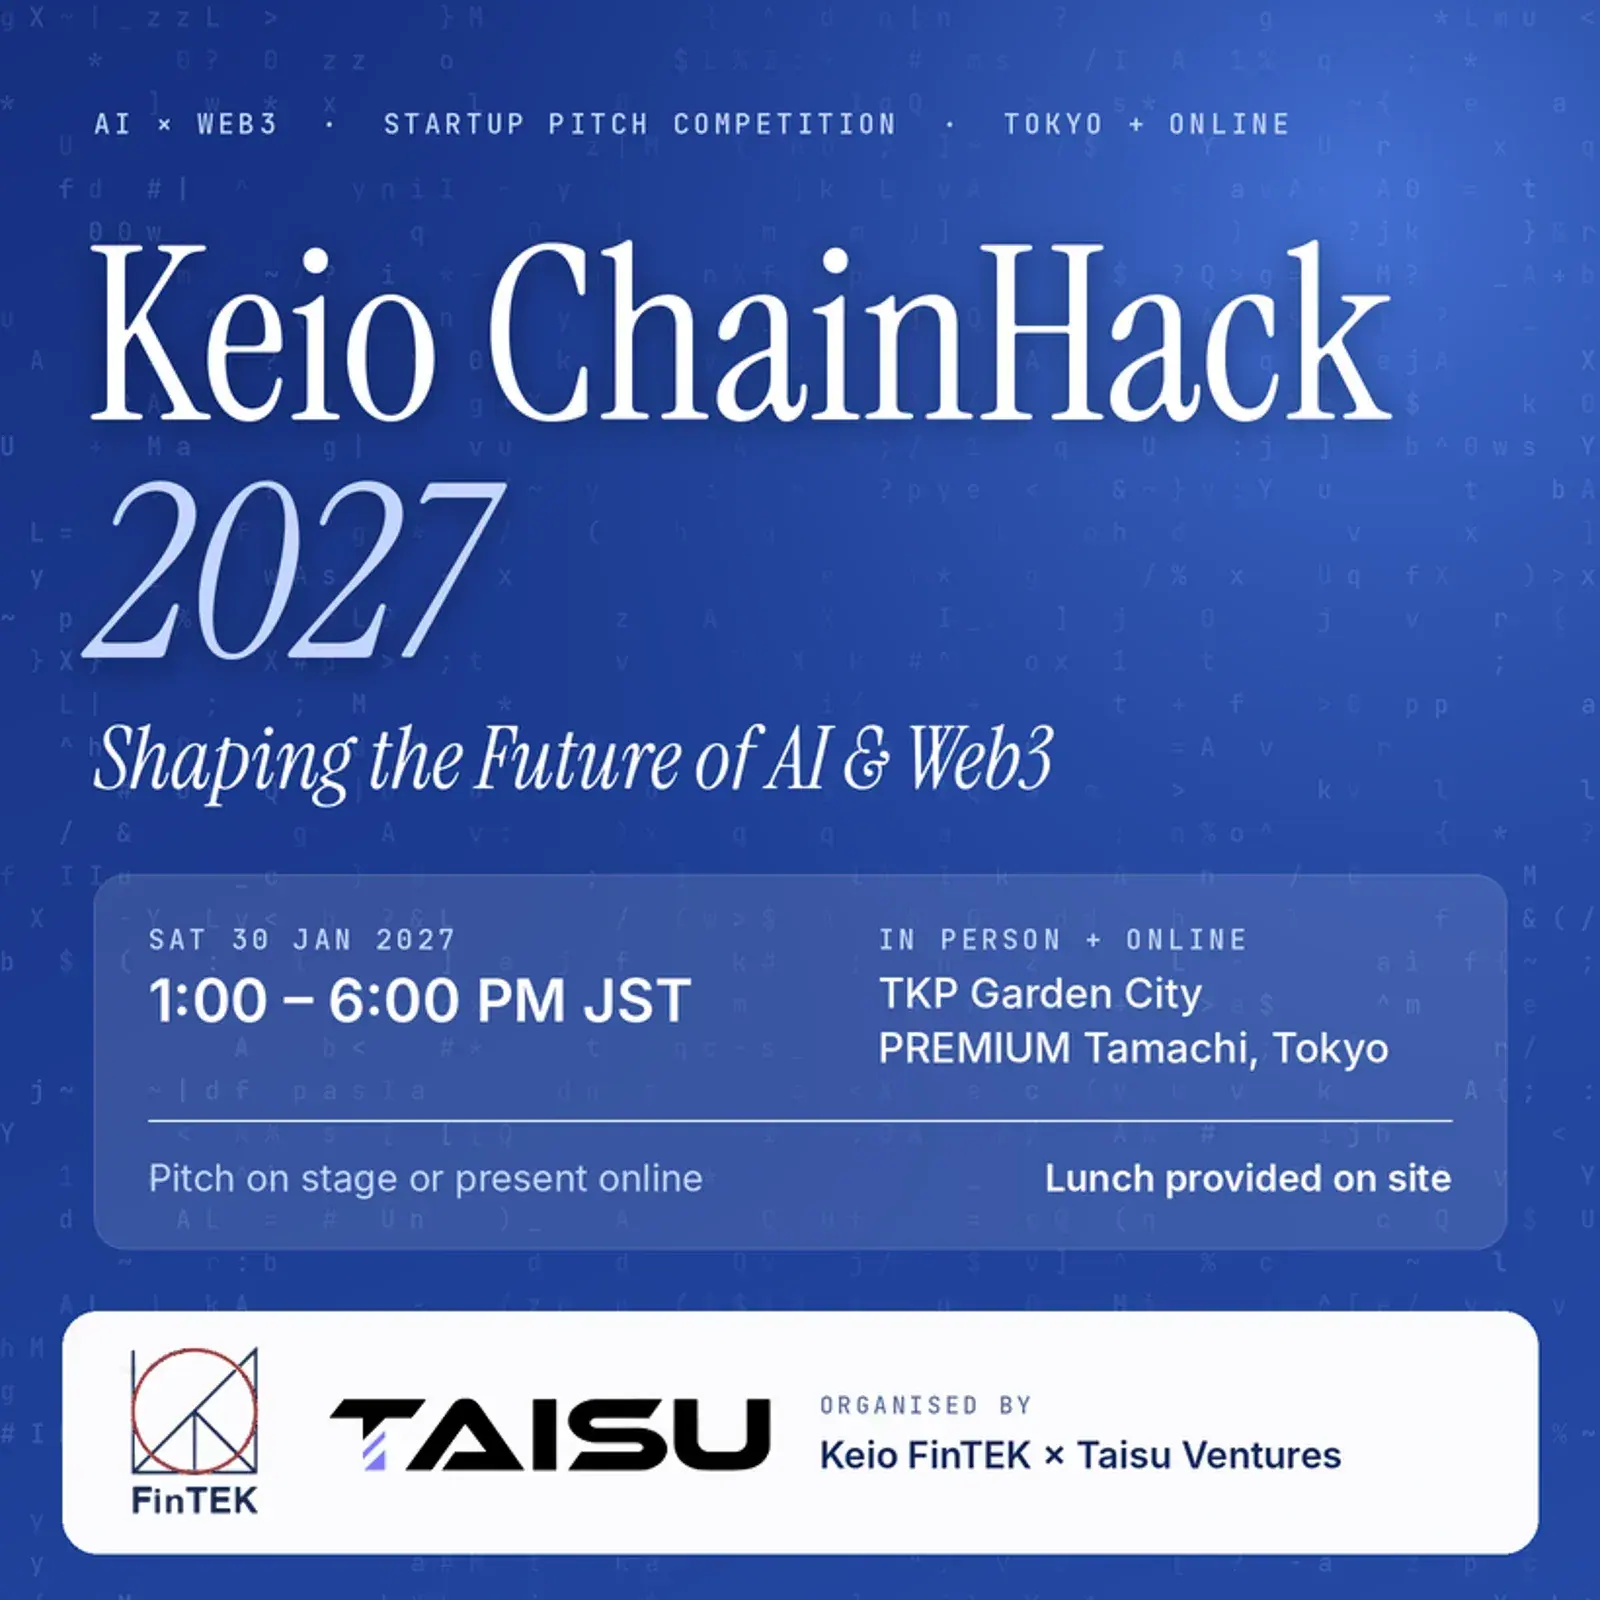 AI × WEB3 · STARTUP PITCH COMPETITION · TOKYO + ONLINE
Keio ChainHack
2027
Shaping the Future of AI & Web3
SAT 30 JAN 2027
1:00 – 6:00 PM JST
IN PERSON + ONLINE
TKP Garden City
PREMIUM Tamachi, Tokyo
Pitch on stage or present online
Lunch provided on site
FinTEK
TAISU
ORGANISED BY
Keio FinTEK × Taisu Ventures